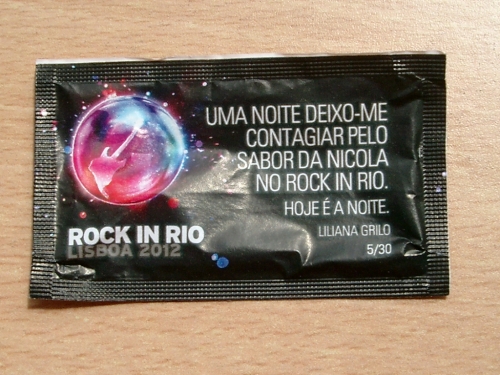 UMA NOITE DEIXO-ME
CONTAGIAR PELO
SABOR DA NICOLA
NO ROCK IN RIO.
HOJE É A NOITE.
LILIANA GRILO
5/30
ROCK IN RIO
LISBOA 2012